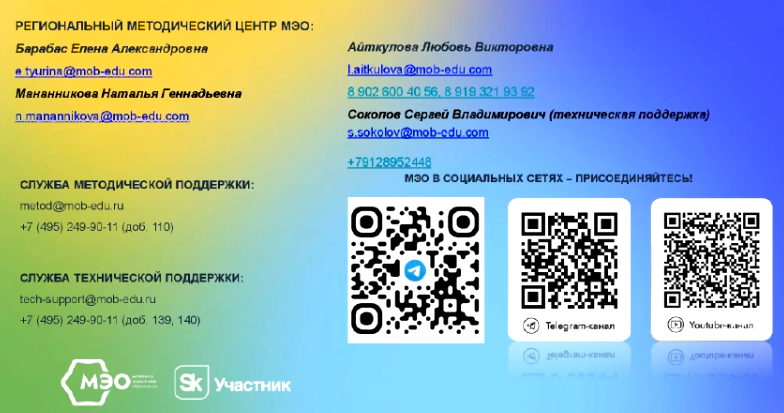 РЕГИОНАЛЬНЫЙ МЕТОДИЧЕСКИЙ ЦЕНТР МЭО:
Барабас Елена Александровна
e.tyurina@mob-edu.com
Мананникова Наталья Геннадьевна
n.manannikova@mob-edu.com
Айткулова Любовь Викторовна
l.aitkulova@mob-edu.com
8 902 600 40 56, 8 919 321 93 92
Соколов Сергей Владимирович (техническая поддержка)
s.sokolov@mob-edu.com
+79128952448
СЛУЖБА МЕТОДИЧЕСКОЙ ПОДДЕРЖКИ:
metod@mob-edu.ru
+7 (495) 249-90-11 (доб. 110)
СЛУЖБА ТЕХНИЧЕСКОЙ ПОДДЕРЖКИ:
tech-support@mob-edu.ru
+7 (495) 249-90-11 (доб. 139, 140)
МЭО В СОЦИАЛЬНЫХ СЕТЯХ – ПРИСОЕДИНЯЙТЕСЬ!
Telegram-канал
Youtube-канал
МЭО
Sk Участник